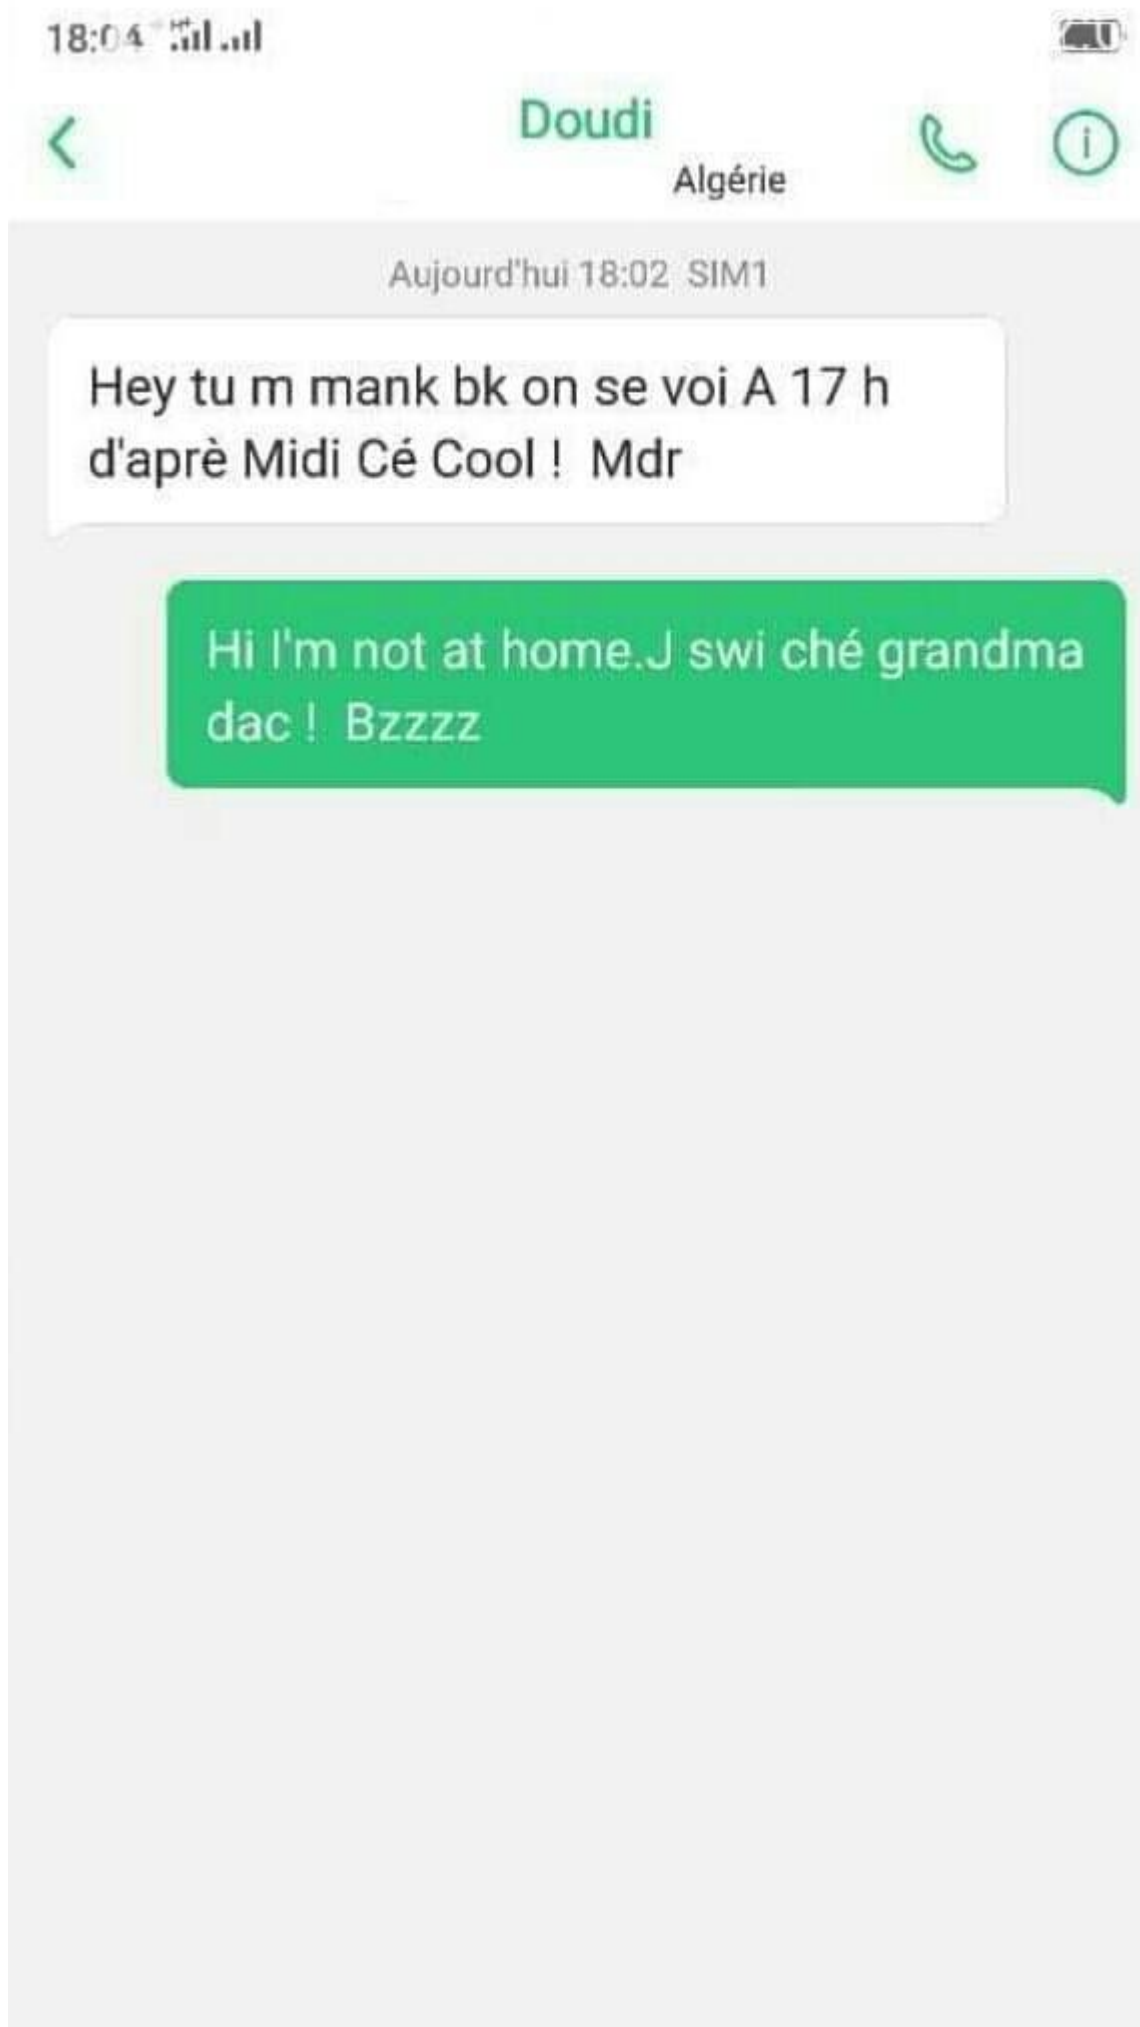 18:04
Doudi
Algérie
Aujourd'hui 18:02 SIM1
Hey tu m mank bk on se voi A 17 h
d'aprè Midi Cé Cool ! Mdr
Hi I'm not at home.J swi ché grandma
dac ! Bzzzz